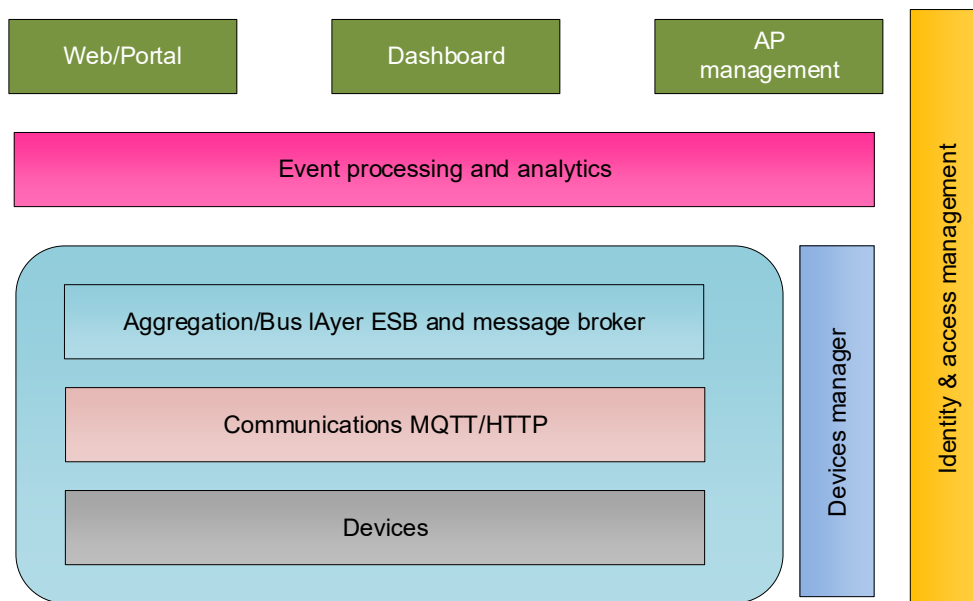 Web/Portal
Dashboard
AP
management
Event processing and analytics
Aggregation/Bus lAyer ESB and message broker
Communications MQTT/HTTP
Devices
Devices manager
Identity & access management